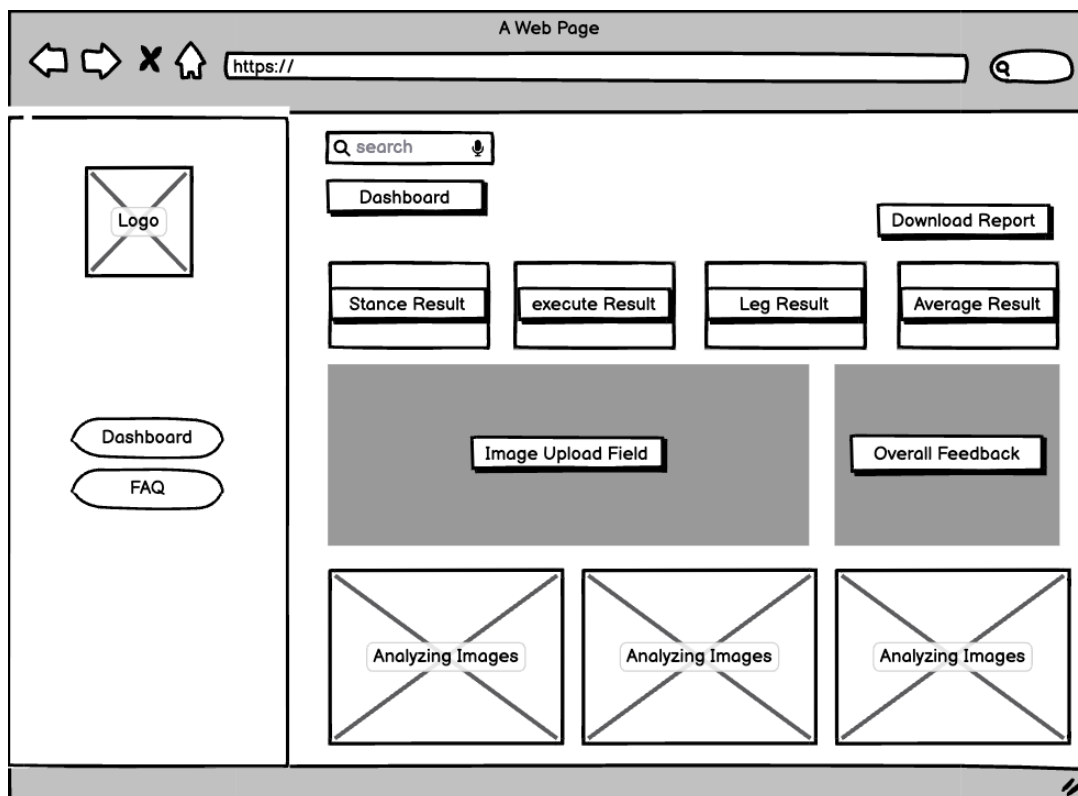 A Web Page
https://
Logo
Dashboard
FAQ
search
Dashboard
Download Report
Stance Result
execute Result
Leg Result
Average Result
Image Upload Field
Overall Feedback
Analyzing Images
Analyzing Images
Analyzing Images